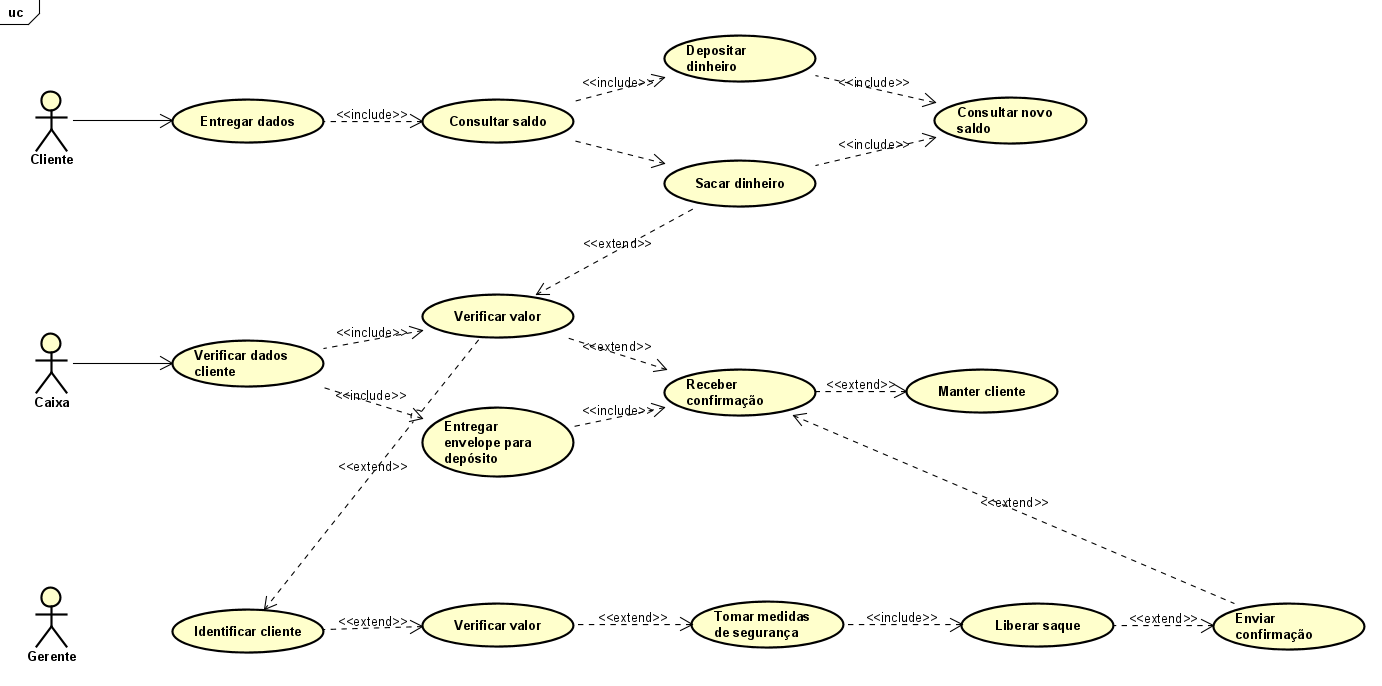 uc
Depositar
dinheiro
<<include>>
<<include>>
Entregar dados
<<include>>
Consultar saldo
Consultar novo
saldo
Cliente
<<include>>
Sacar dinheiro
<<extend>>
Verificar valor
<<include>>
<<extend>>
Verificar dados
cliente
Caixa
<<include>>
Receber
confirmação
<<extend>>
Manter cliente
<<include>>
Entregar
envelope para
depósito
<<extend>>
<<extend>>
Identificar cliente
<<extend>>
Verificar valor
<<extend>>
Tomar medidas
de segurança
<<include>>
Liberar saque
<<extend>>
Enviar
confirmação
Gerente